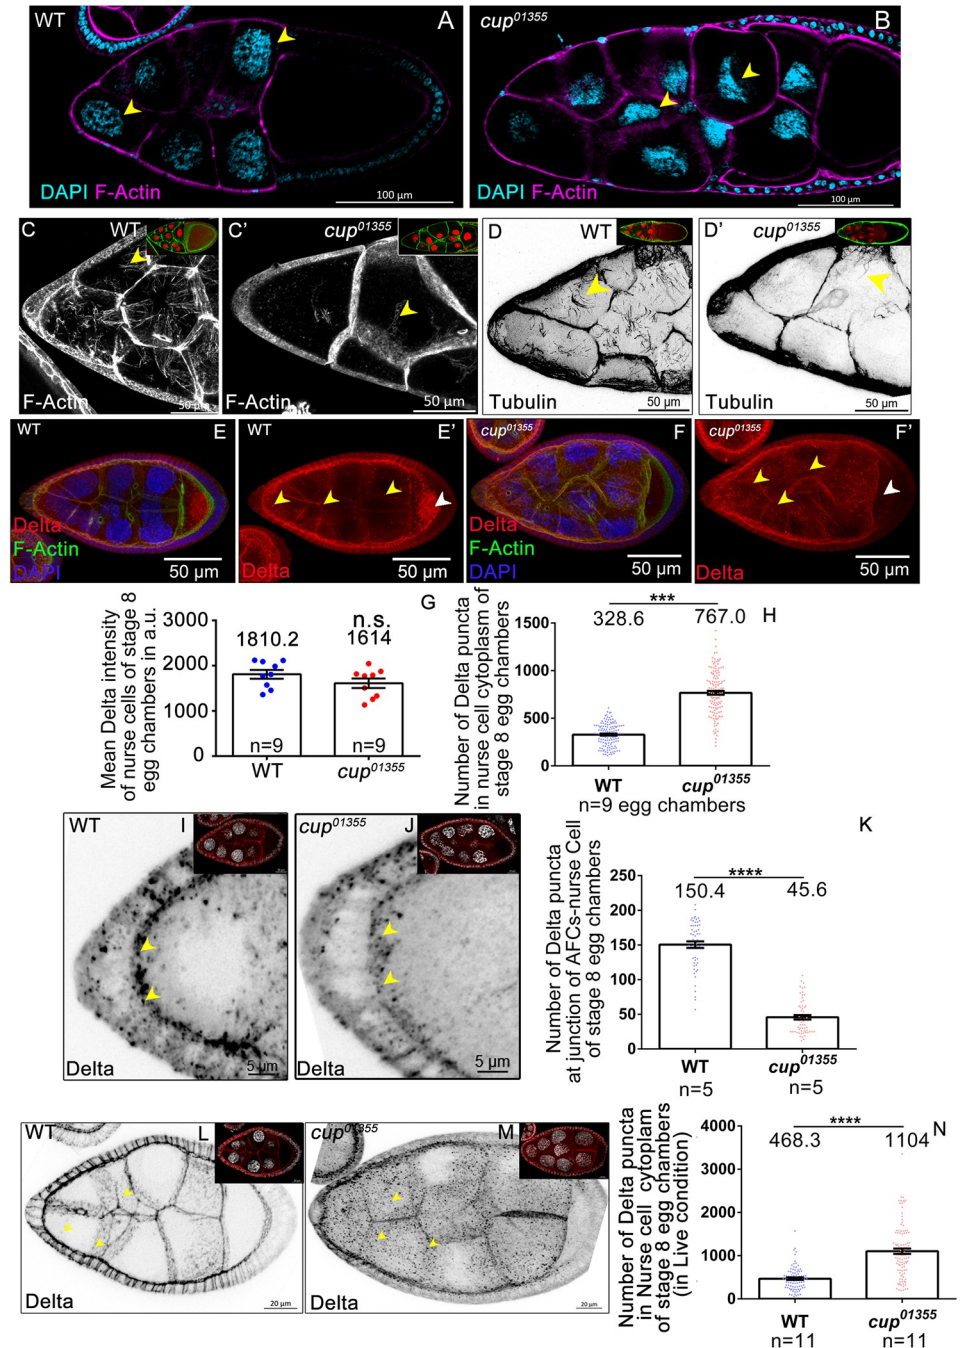 WT
A
DAPI F-Actin
100 µm
cup01355
B
DAPI F-Actin
100 µm
C
WT
F-Actin
50 µm
C'
cup01355
F-Actin
50 µm
D
WT
Tubulin
50 µm
D'
cup01355
Tubulin
50 µm
WT
E
Delta
F-Actin
DAPI
50 µm
WT
E'
Delta
50 µm
cup01355
F
Delta
F-Actin
DAPI
50 µm
cup01355
F'
Delta
50 µm
G
Mean Delta intensity
of nurse cells of stage 8
egg chambers in a.u.
3000
2000
1000
0
1810.2
n.s.
1614
n=9
n=9
WT
cup01355
H
Number of Delta puncta
in nurse cell cytoplasm of
stage 8 egg chambers
1500
1000
500
0
***
328.6
767.0
WT
cup01355
n=9 egg chambers
WT
I
Delta
5 µm
cup01355
J
Delta
5 µm
K
Number of Delta puncta
at junction of AFCs-nurse Cell
of stage 8 egg chambers
250
200
150
100
50
0
****
150.4
45.6
WT
cup01355
n=5
n=5
WT
L
Delta
20 µm
cup01355
M
Delta
20 µm
N
Number of Delta puncta
in Nurse cell cytoplam
of stage 8 egg chambers
(in Live condition)
4000
3000
2000
1000
0
****
468.3
1104
WT
cup01355
n=11
n=11